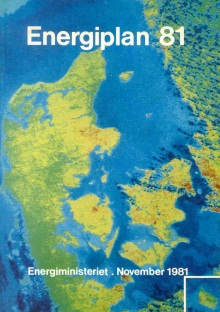 Energiplan 81
Energiministeriet . November 1981